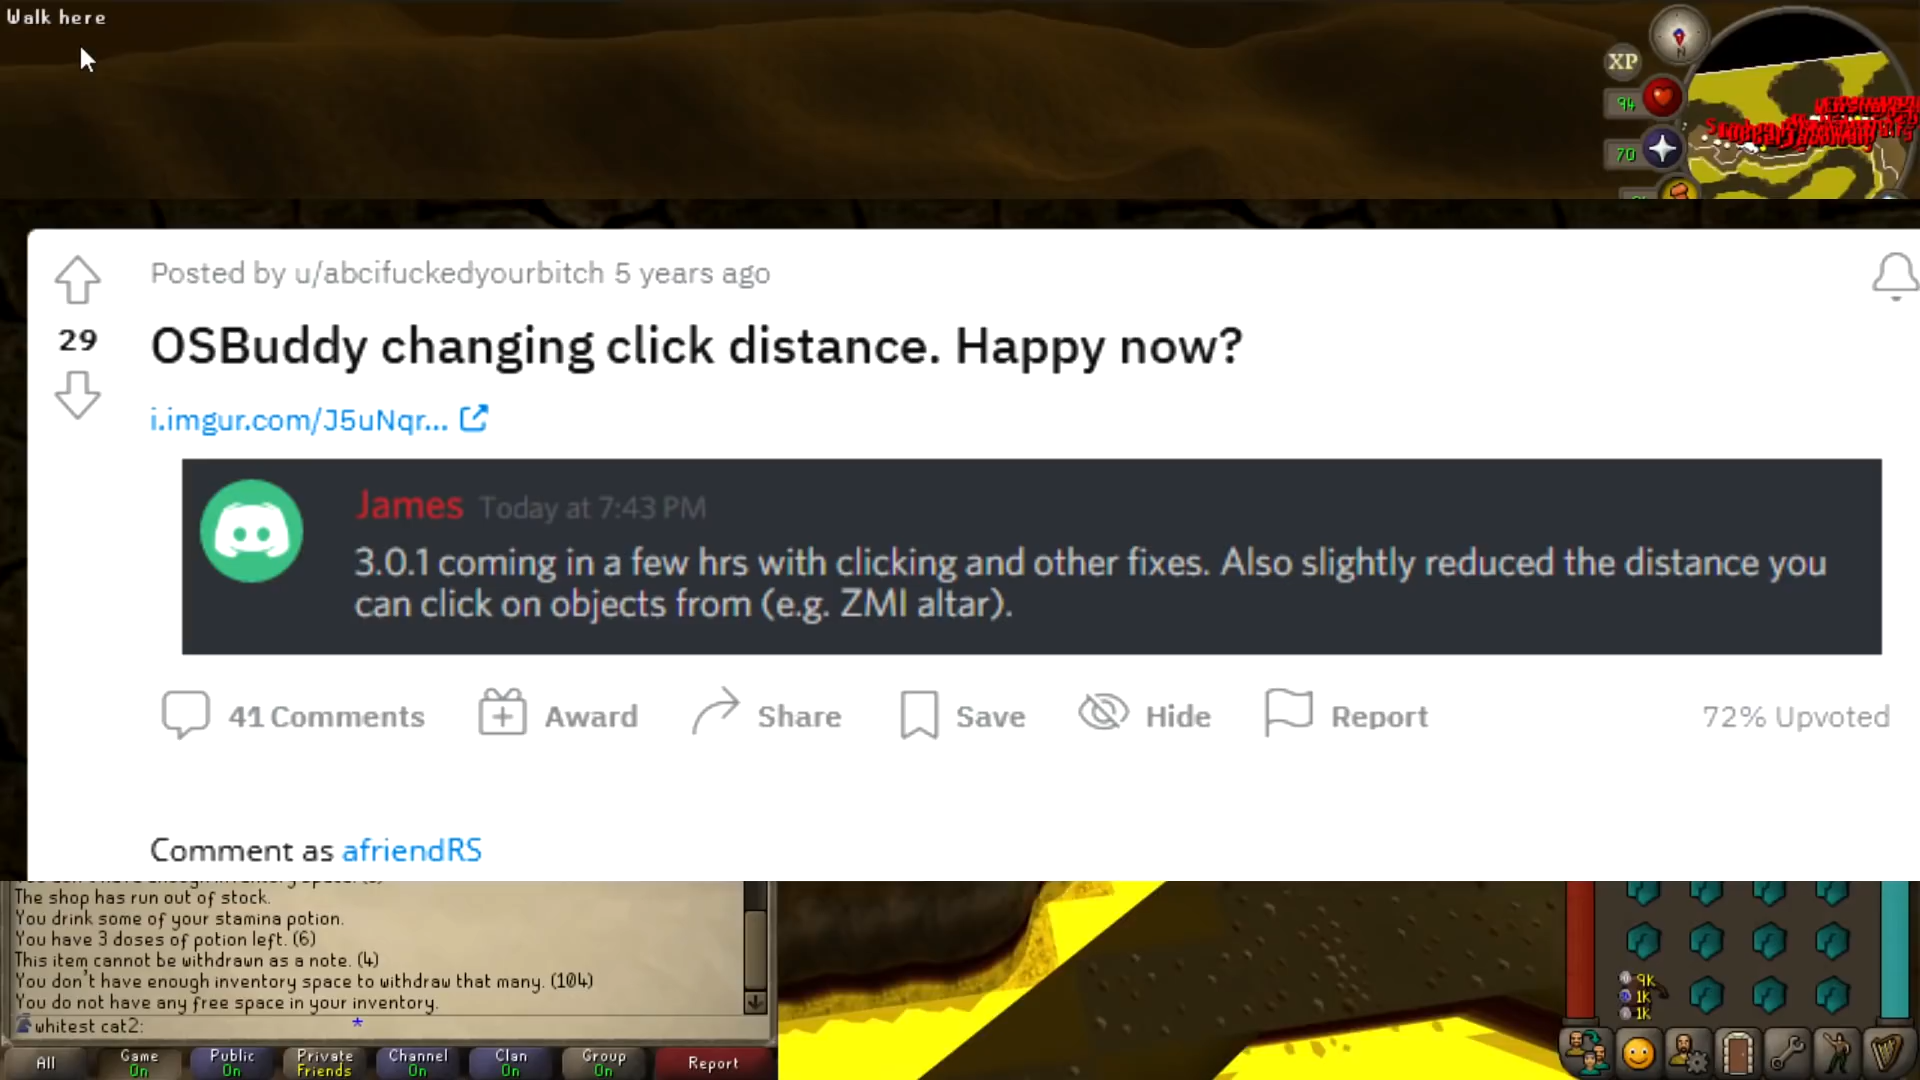 Walk here
XP
94
70
Posted by u/abcifuckedyourbitch 5 years ago
29
OSBuddy changing click distance. Happy now?
i.imgur.com/J5uNqr...
James Today at 7:43 PM
3.0.1 coming in a few hrs with clicking and other fixes. Also slightly reduced the distance you
can click on objects from (e.g. ZMI altar).
41 Comments Award Share Save Hide Report 72% Upvoted
Comment as afriendRS
The shop has run out of stock.
You drink some of your stamina potion.
You have 3 doses of potion left. (6)
This item cannot be withdrawn as a note. (4)
You don't have enough inventory space to withdraw that many. (104)
You do not have any free space in your inventory.
whitest cat2: *
9K
1K
1K
All Game On Public On Private Friends Channel On Clan On Group On Report